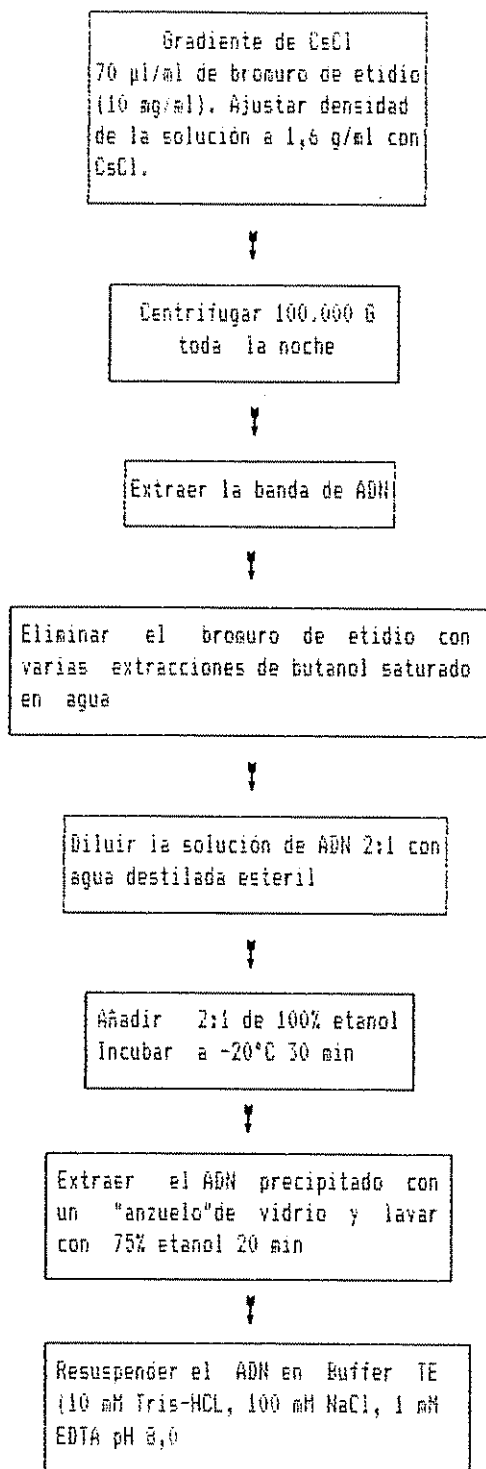 Gradiente de CsCl
70 µl/ml de bromuro de etidio
(10 mg/ml). Ajustar densidad
de la solución a 1,6 g/ml con
CsCl.
Centrifugar 100.000 G
toda la noche
Extraer la banda de ADN
Eliminar el bromuro de etidio con
varias extracciones de butanol saturado
en agua
Diluir la solución de ADN 2:1 con
agua destilada esteril
Añadir 2:1 de 100% etanol
Incubar a -20°C 30 min
Extraer el ADN precipitado con
un "anzuelo"de vidrio y lavar
con 75% etanol 20 min
Resuspender el ADN en Buffer TE
(10 mM Tris-HCL, 100 mM NaCl, 1 mM
EDTA pH 8,0